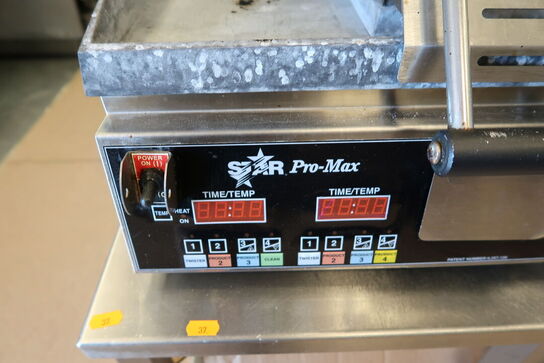 POWER
ON (I)
STAR Pro-Max
TIME/TEMP
TIME/TEMP
TEMP HEAT
ON
1 2
1 2
TWISTER PRODUCT 2 PRODUCT 3 CLEAN
TWISTER PRODUCT 2 PRODUCT 3 PRODUCT 4
37
37